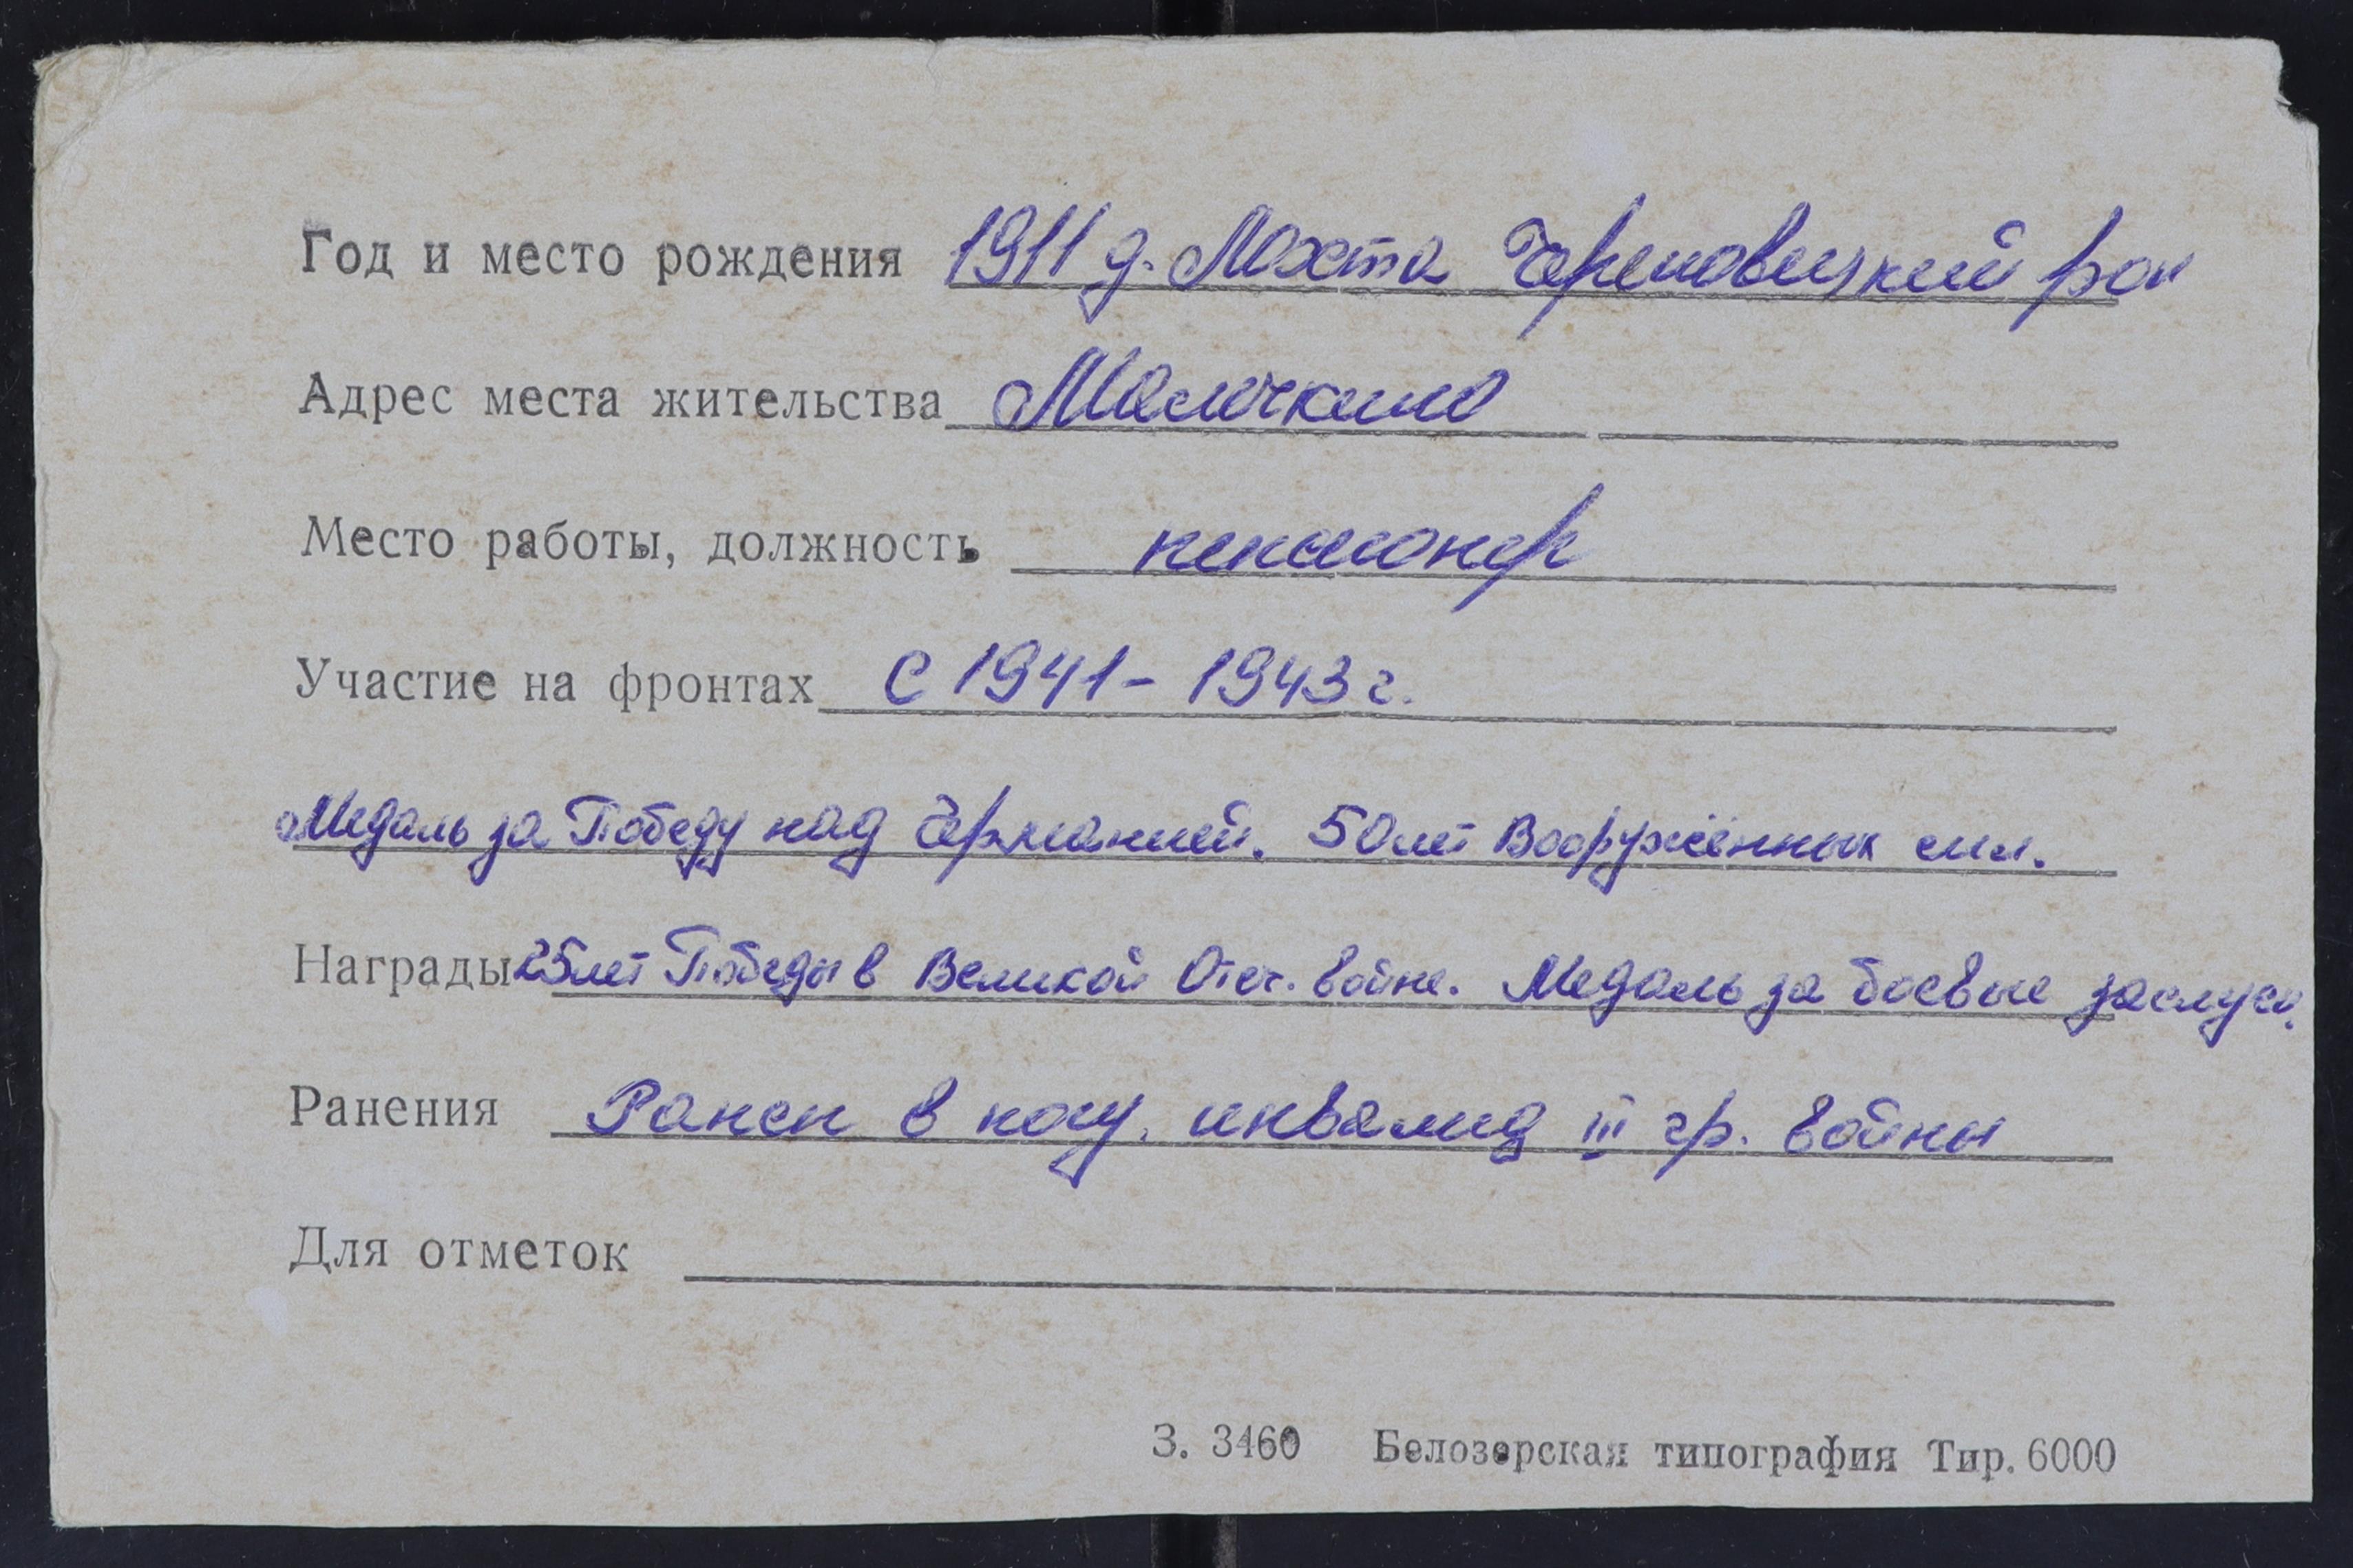 Год и место рождения 1911 д. Мохта Череповецкий рои
Адрес места жительства Малочкино
Место работы, должность пенсионер
Участие на фронтах с 1941 - 1943 г.
Медаль за Победу над Германией. 50 лет Вооружённых сил.
Награды 25 лет Победы в Великой Отеч. войне. Медаль за боевые заслуги.
Ранения Ранен в ногу. инвалид III гр. войны
Для отметок
З. 3460 Белозерская типография Тир. 6000